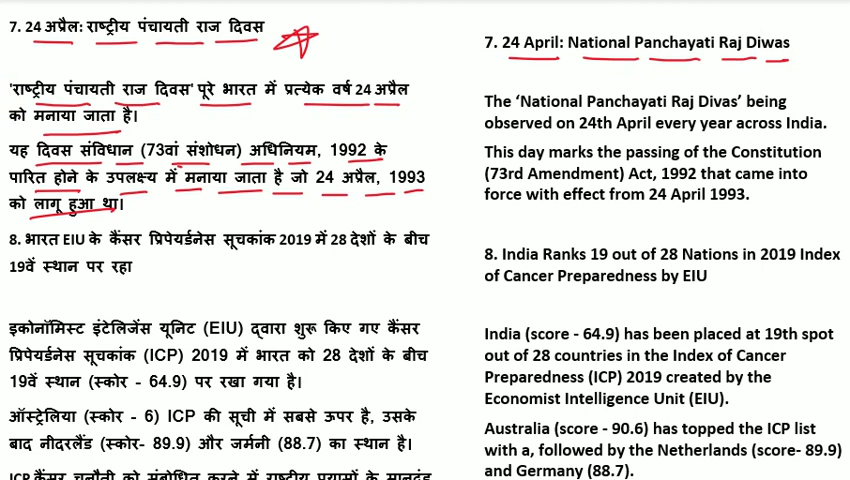 7. 24 अप्रैल: राष्ट्रीय पंचायती राज दिवस
'राष्ट्रीय पंचायती राज दिवस' पूरे भारत में प्रत्येक वर्ष 24 अप्रैल
को मनाया जाता है।
यह दिवस संविधान (73वां संशोधन) अधिनियम, 1992 के
पारित होने के उपलक्ष्य में मनाया जाता है जो 24 अप्रैल, 1993
को लागू हुआ था।
8. भारत EIU के कैंसर प्रिपेयर्डनेस सूचकांक 2019 में 28 देशों के बीच
19वें स्थान पर रहा
इकोनॉमिस्ट इंटेलिजेंस यूनिट (EIU) द्वारा शुरू किए गए कैंसर
प्रिपेयर्डनेस सूचकांक (ICP) 2019 में भारत को 28 देशों के बीच
19वें स्थान (स्कोर - 64.9) पर रखा गया है।
ऑस्ट्रेलिया (स्कोर - 6) ICP की सूची में सबसे ऊपर है, उसके
बाद नीदरलैंड (स्कोर- 89.9) और जर्मनी (88.7) का स्थान है।
ICP कैंसर चुनौती को संबोधित करने में राष्ट्रीय प्रयासों के मानदंड
7. 24 April: National Panchayati Raj Diwas
The ‘National Panchayati Raj Divas’ being
observed on 24th April every year across India.
This day marks the passing of the Constitution
(73rd Amendment) Act, 1992 that came into
force with effect from 24 April 1993.
8. India Ranks 19 out of 28 Nations in 2019 Index
of Cancer Preparedness by EIU
India (score - 64.9) has been placed at 19th spot
out of 28 countries in the Index of Cancer
Preparedness (ICP) 2019 created by the
Economist Intelligence Unit (EIU).
Australia (score - 90.6) has topped the ICP list
with a, followed by the Netherlands (score- 89.9)
and Germany (88.7).